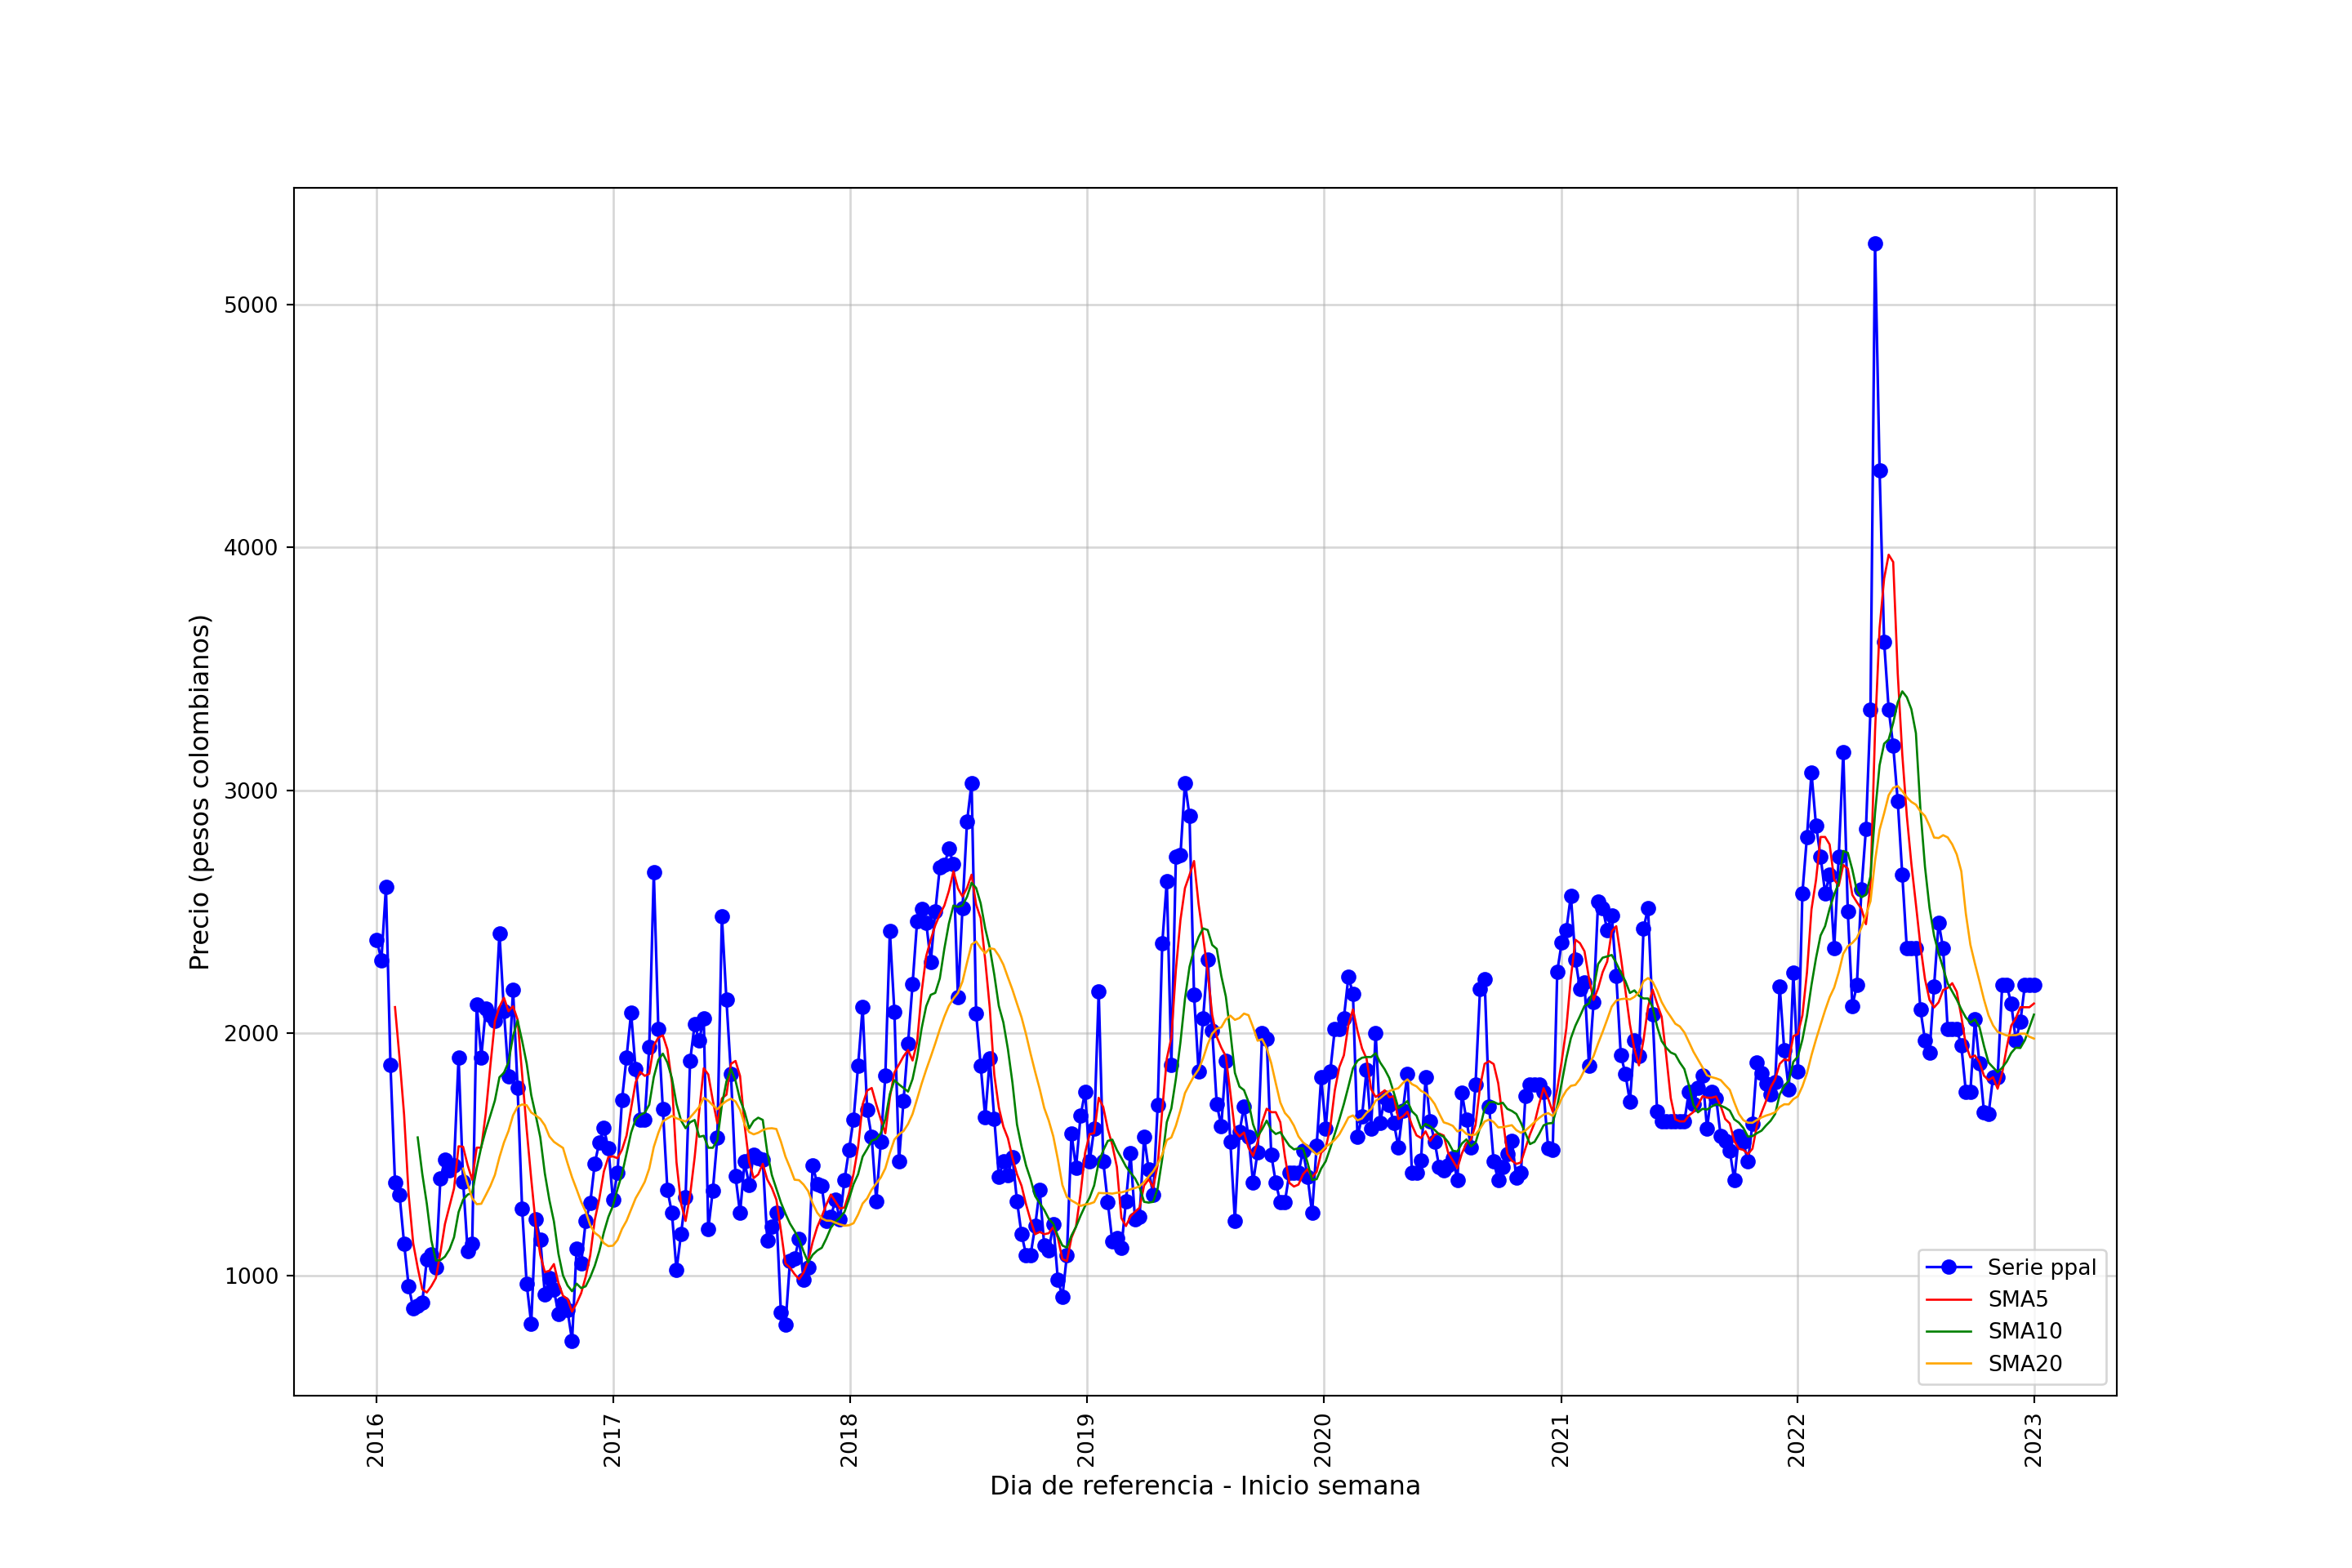 Precio (pesos colombianos)
5000
4000
3000
2000
1000
Serie ppal
SMA5
SMA10
SMA20
2016
2017
2018
2019
2020
2021
2022
2023
Dia de referencia - Inicio semana